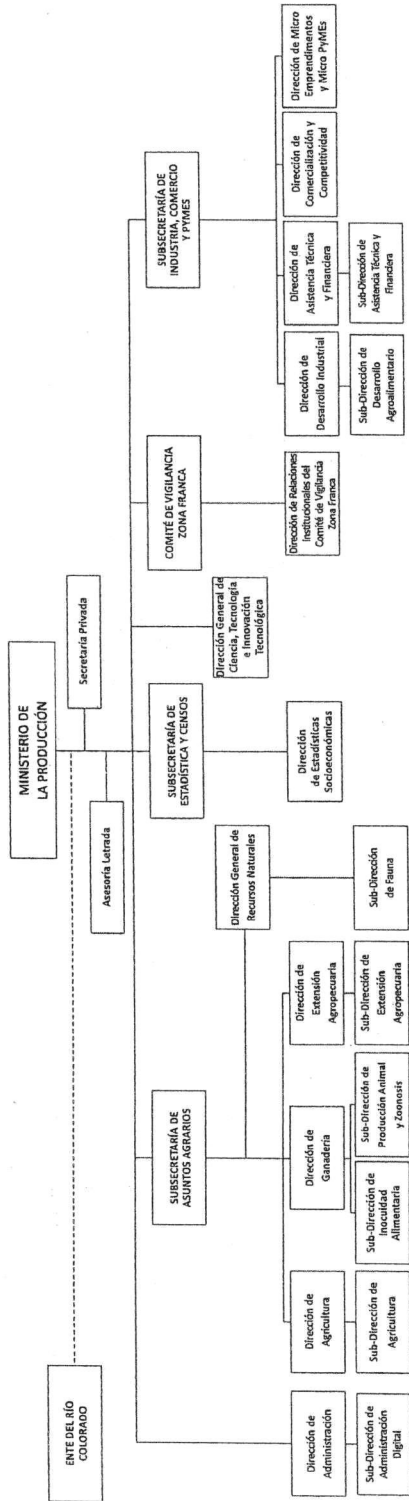 MINISTERIO DE
LA PRODUCCIÓN
ENTE DEL RÍO
COLORADO
Secretaria Privada
Asesoría Letrada
SUBSECRETARÍA DE
ASUNTOS AGRARIOS
SUBSECRETARÍA DE
ESTADÍSTICA Y CENSOS
COMITÉ DE VIGILANCIA
ZONA FRANCA
SUBSECRETARÍA DE
INDUSTRIA, COMERCIO
Y PYMES
Dirección General de
Recursos Naturales
Dirección General de
Ciencia, Tecnología
e Innovación
Tecnológica
Dirección de
Administración
Dirección de
Agricultura
Dirección de
Ganadería
Dirección de
Extensión
Agropecuaria
Dirección
de Estadísticas
Socioeconómicas
Dirección de Relaciones
Institucionales del
Comité de Vigilancia
Zona Franca
Dirección de
Desarrollo Industrial
Dirección de
Asistencia Técnica
y Financiera
Dirección de
Comercialización y
Competitividad
Dirección de Micro
Emprendimentos
y Micro PyMEs
Sub-Dirección de
Administración
Digital
Sub-Dirección de
Agricultura
Sub-Dirección de
Inocuidad
Alimentaria
Sub-Dirección de
Producción Animal
y Zoonosis
Sub-Dirección de
Extensión
Agropecuaria
Sub-Dirección
de Fauna
Sub-Dirección de
Desarrollo
Agroalimentario
Sub-Dirección de
Asistencia Técnica y
Financiera